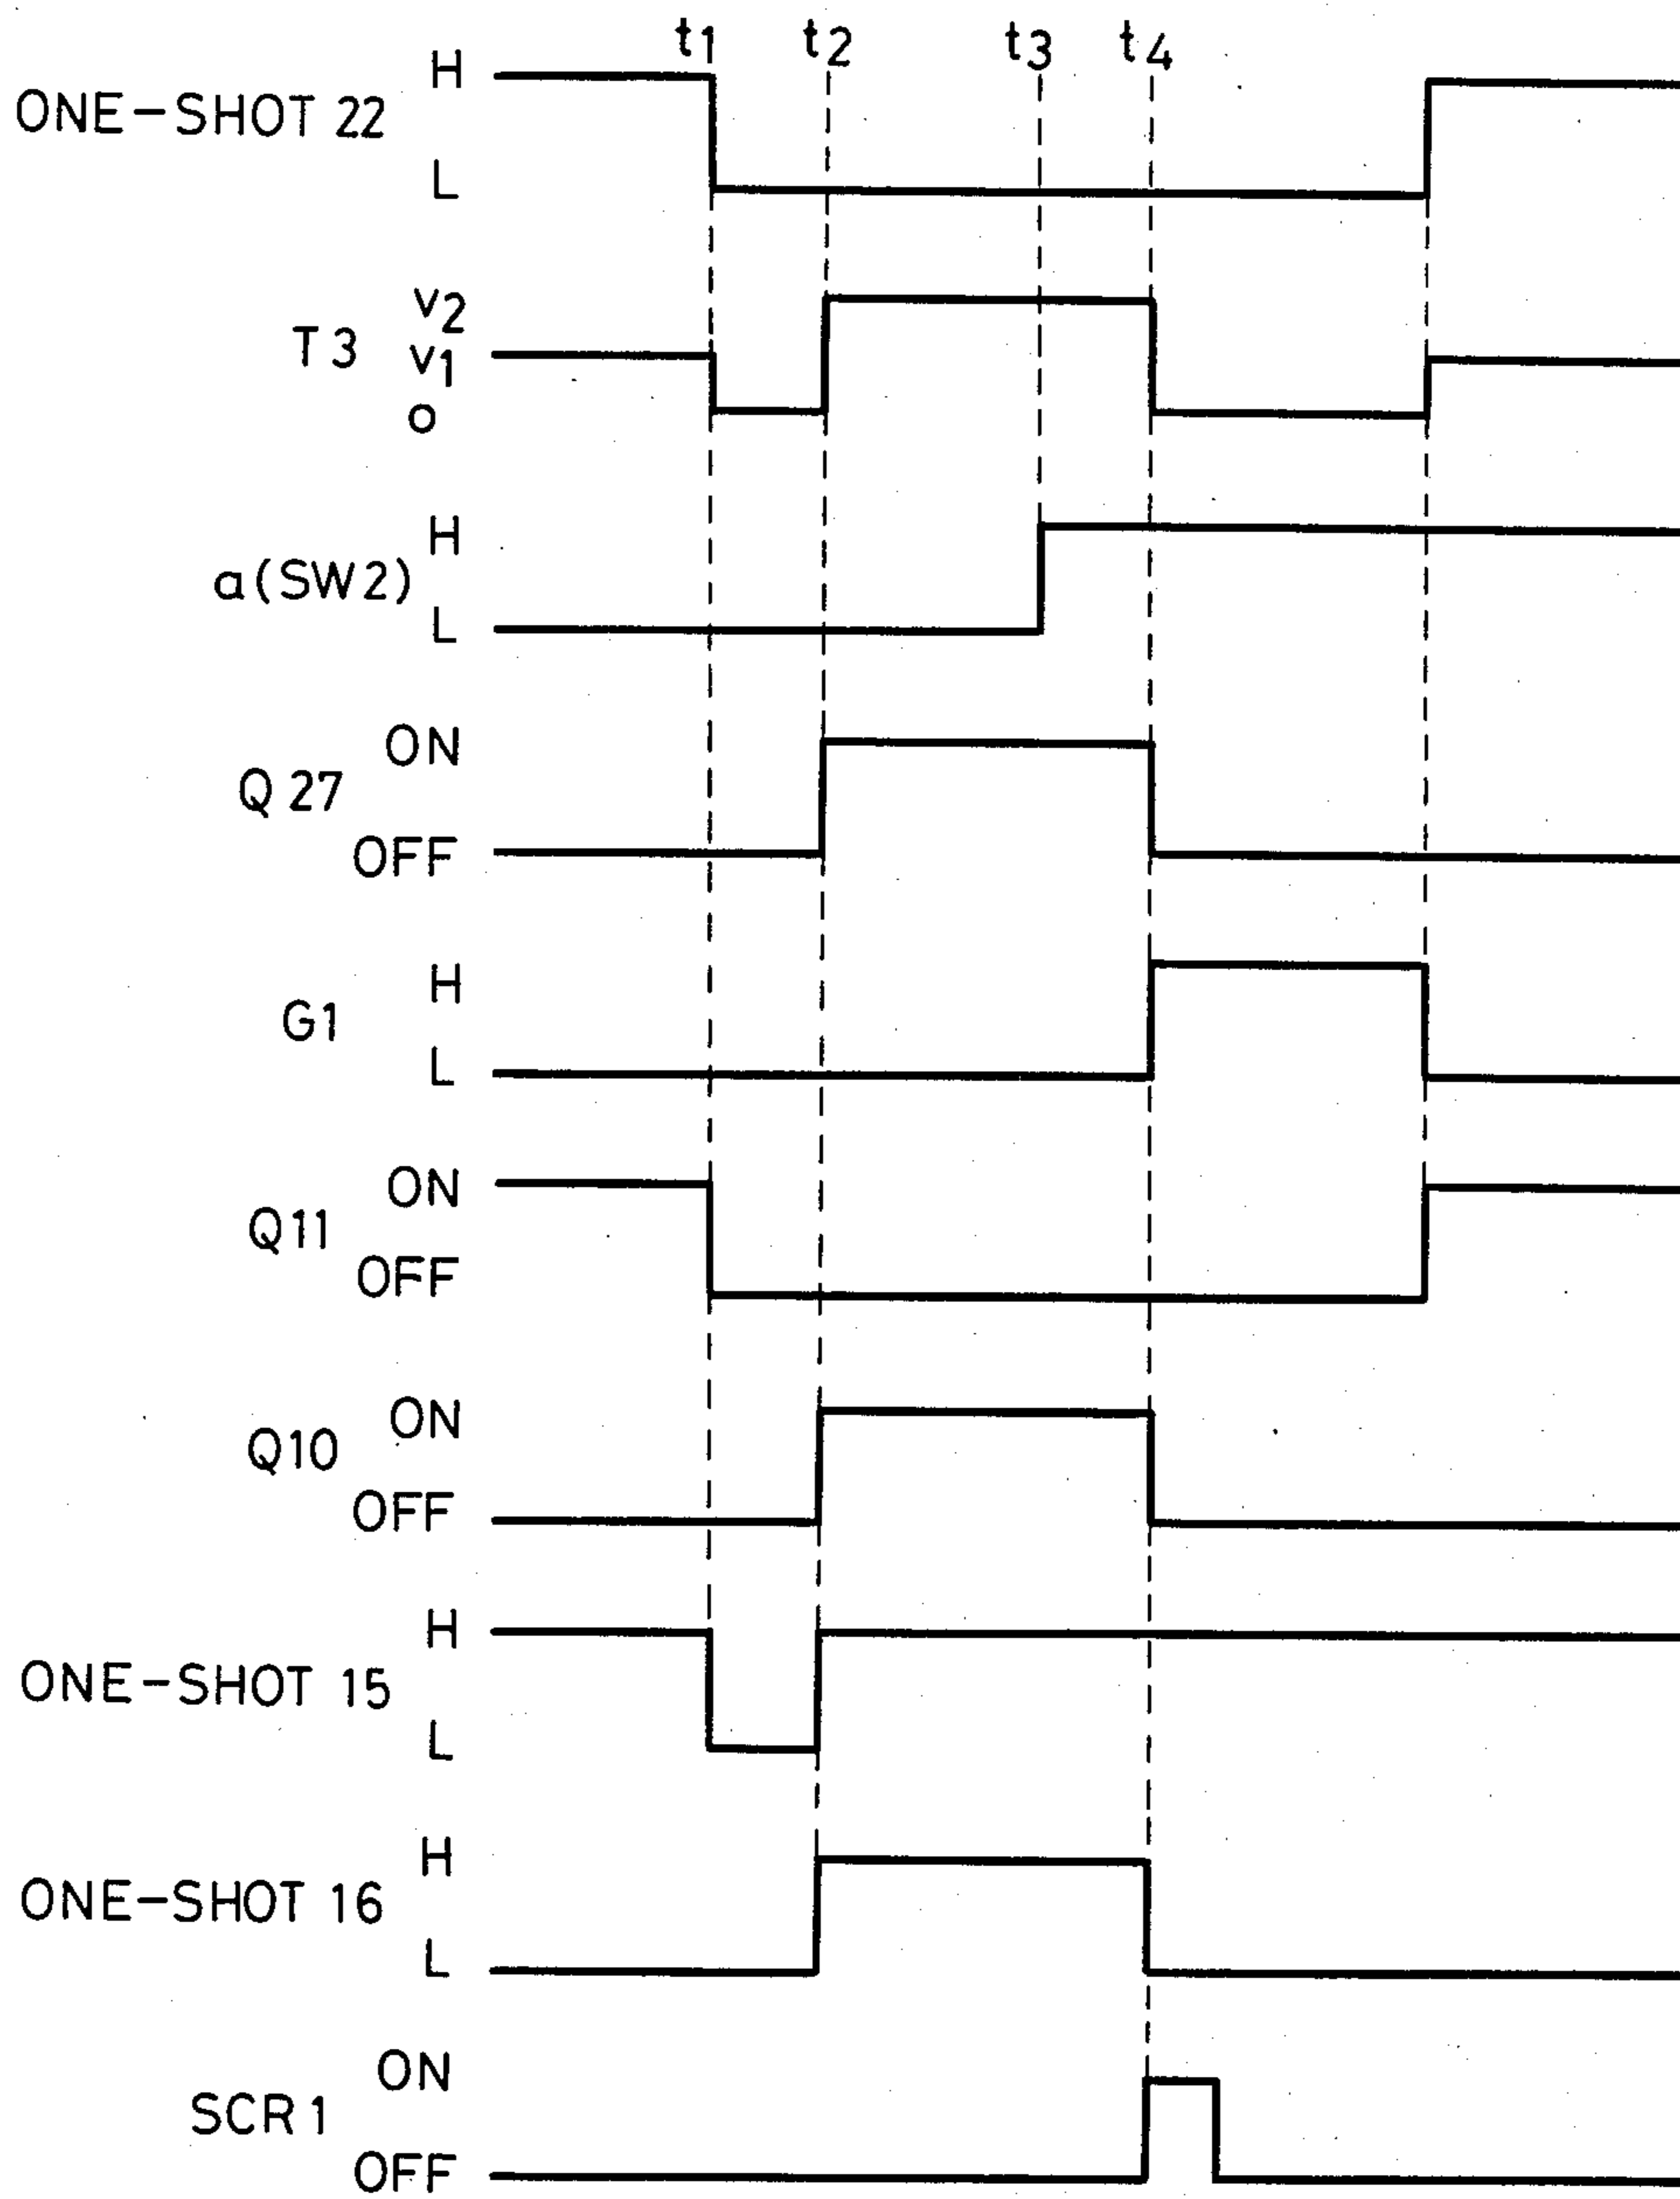 t1 t2 t3 t4
H
ONE-SHOT 22
L
v2
T3 v1
o
H
a(SW2)
L
ON
Q27
OFF
H
G1
L
ON
Q11
OFF
ON
Q10
OFF
H
ONE-SHOT 15
L
H
ONE-SHOT 16
L
ON
SCR1
OFF